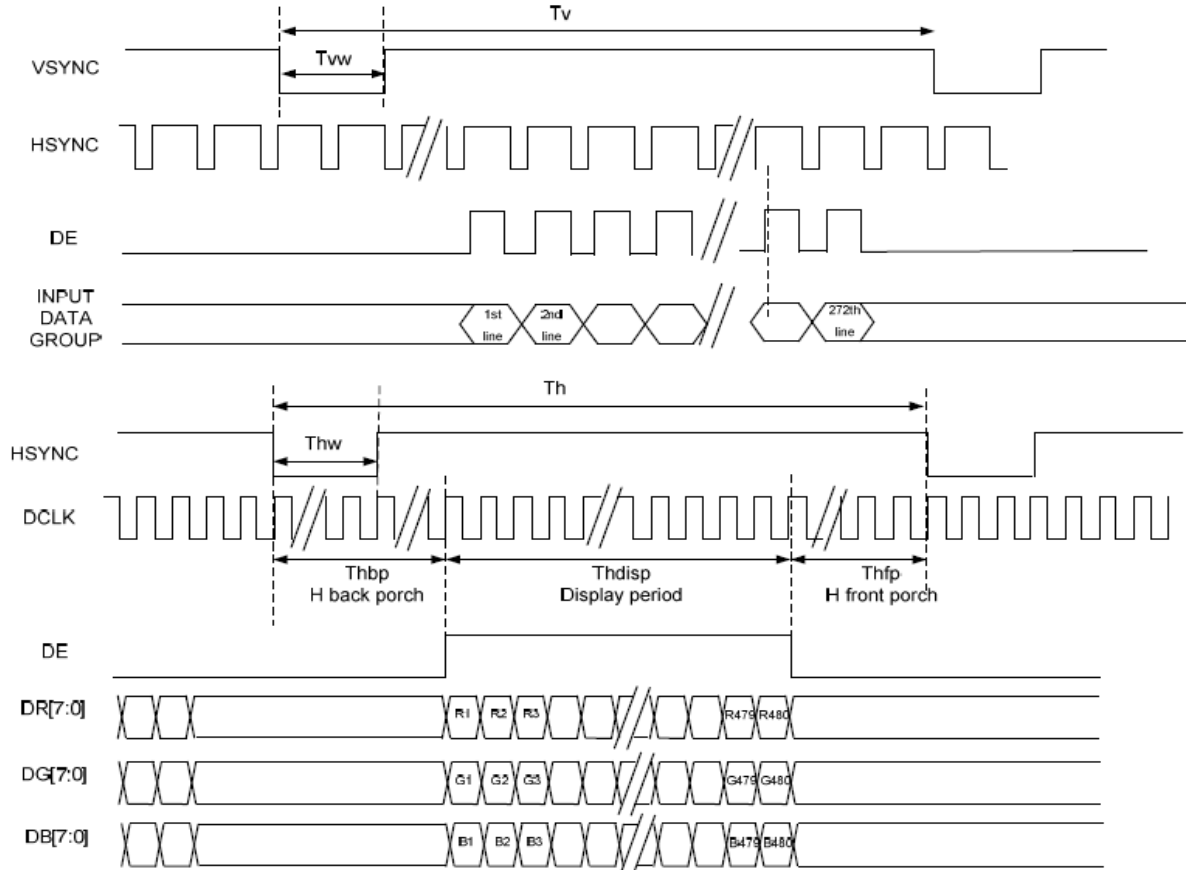 Tv
Tvw
VSYNC
HSYNC
DE
INPUT
DATA
GROUP
1st
line
2nd
line
272th
line
Th
Thw
HSYNC
DCLK
Thbp
H back porch
Thdisp
Display period
Thfp
H front porch
DE
DR[7:0] R1 R2 R3 R479 R480
DG[7:0] G1 G2 G3 G479 G480
DB[7:0] B1 B2 B3 B479 B480